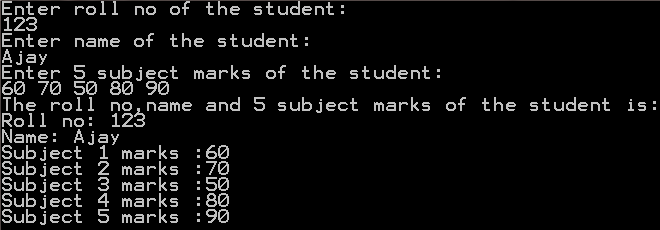 Enter roll no of the student:
123
Enter name of the student:
Ajay
Enter 5 subject marks of the student:
60 70 50 80 90
The roll no,name and 5 subject marks of the student is:
Roll no: 123
Name: Ajay
Subject 1 marks :60
Subject 2 marks :70
Subject 3 marks :50
Subject 4 marks :80
Subject 5 marks :90